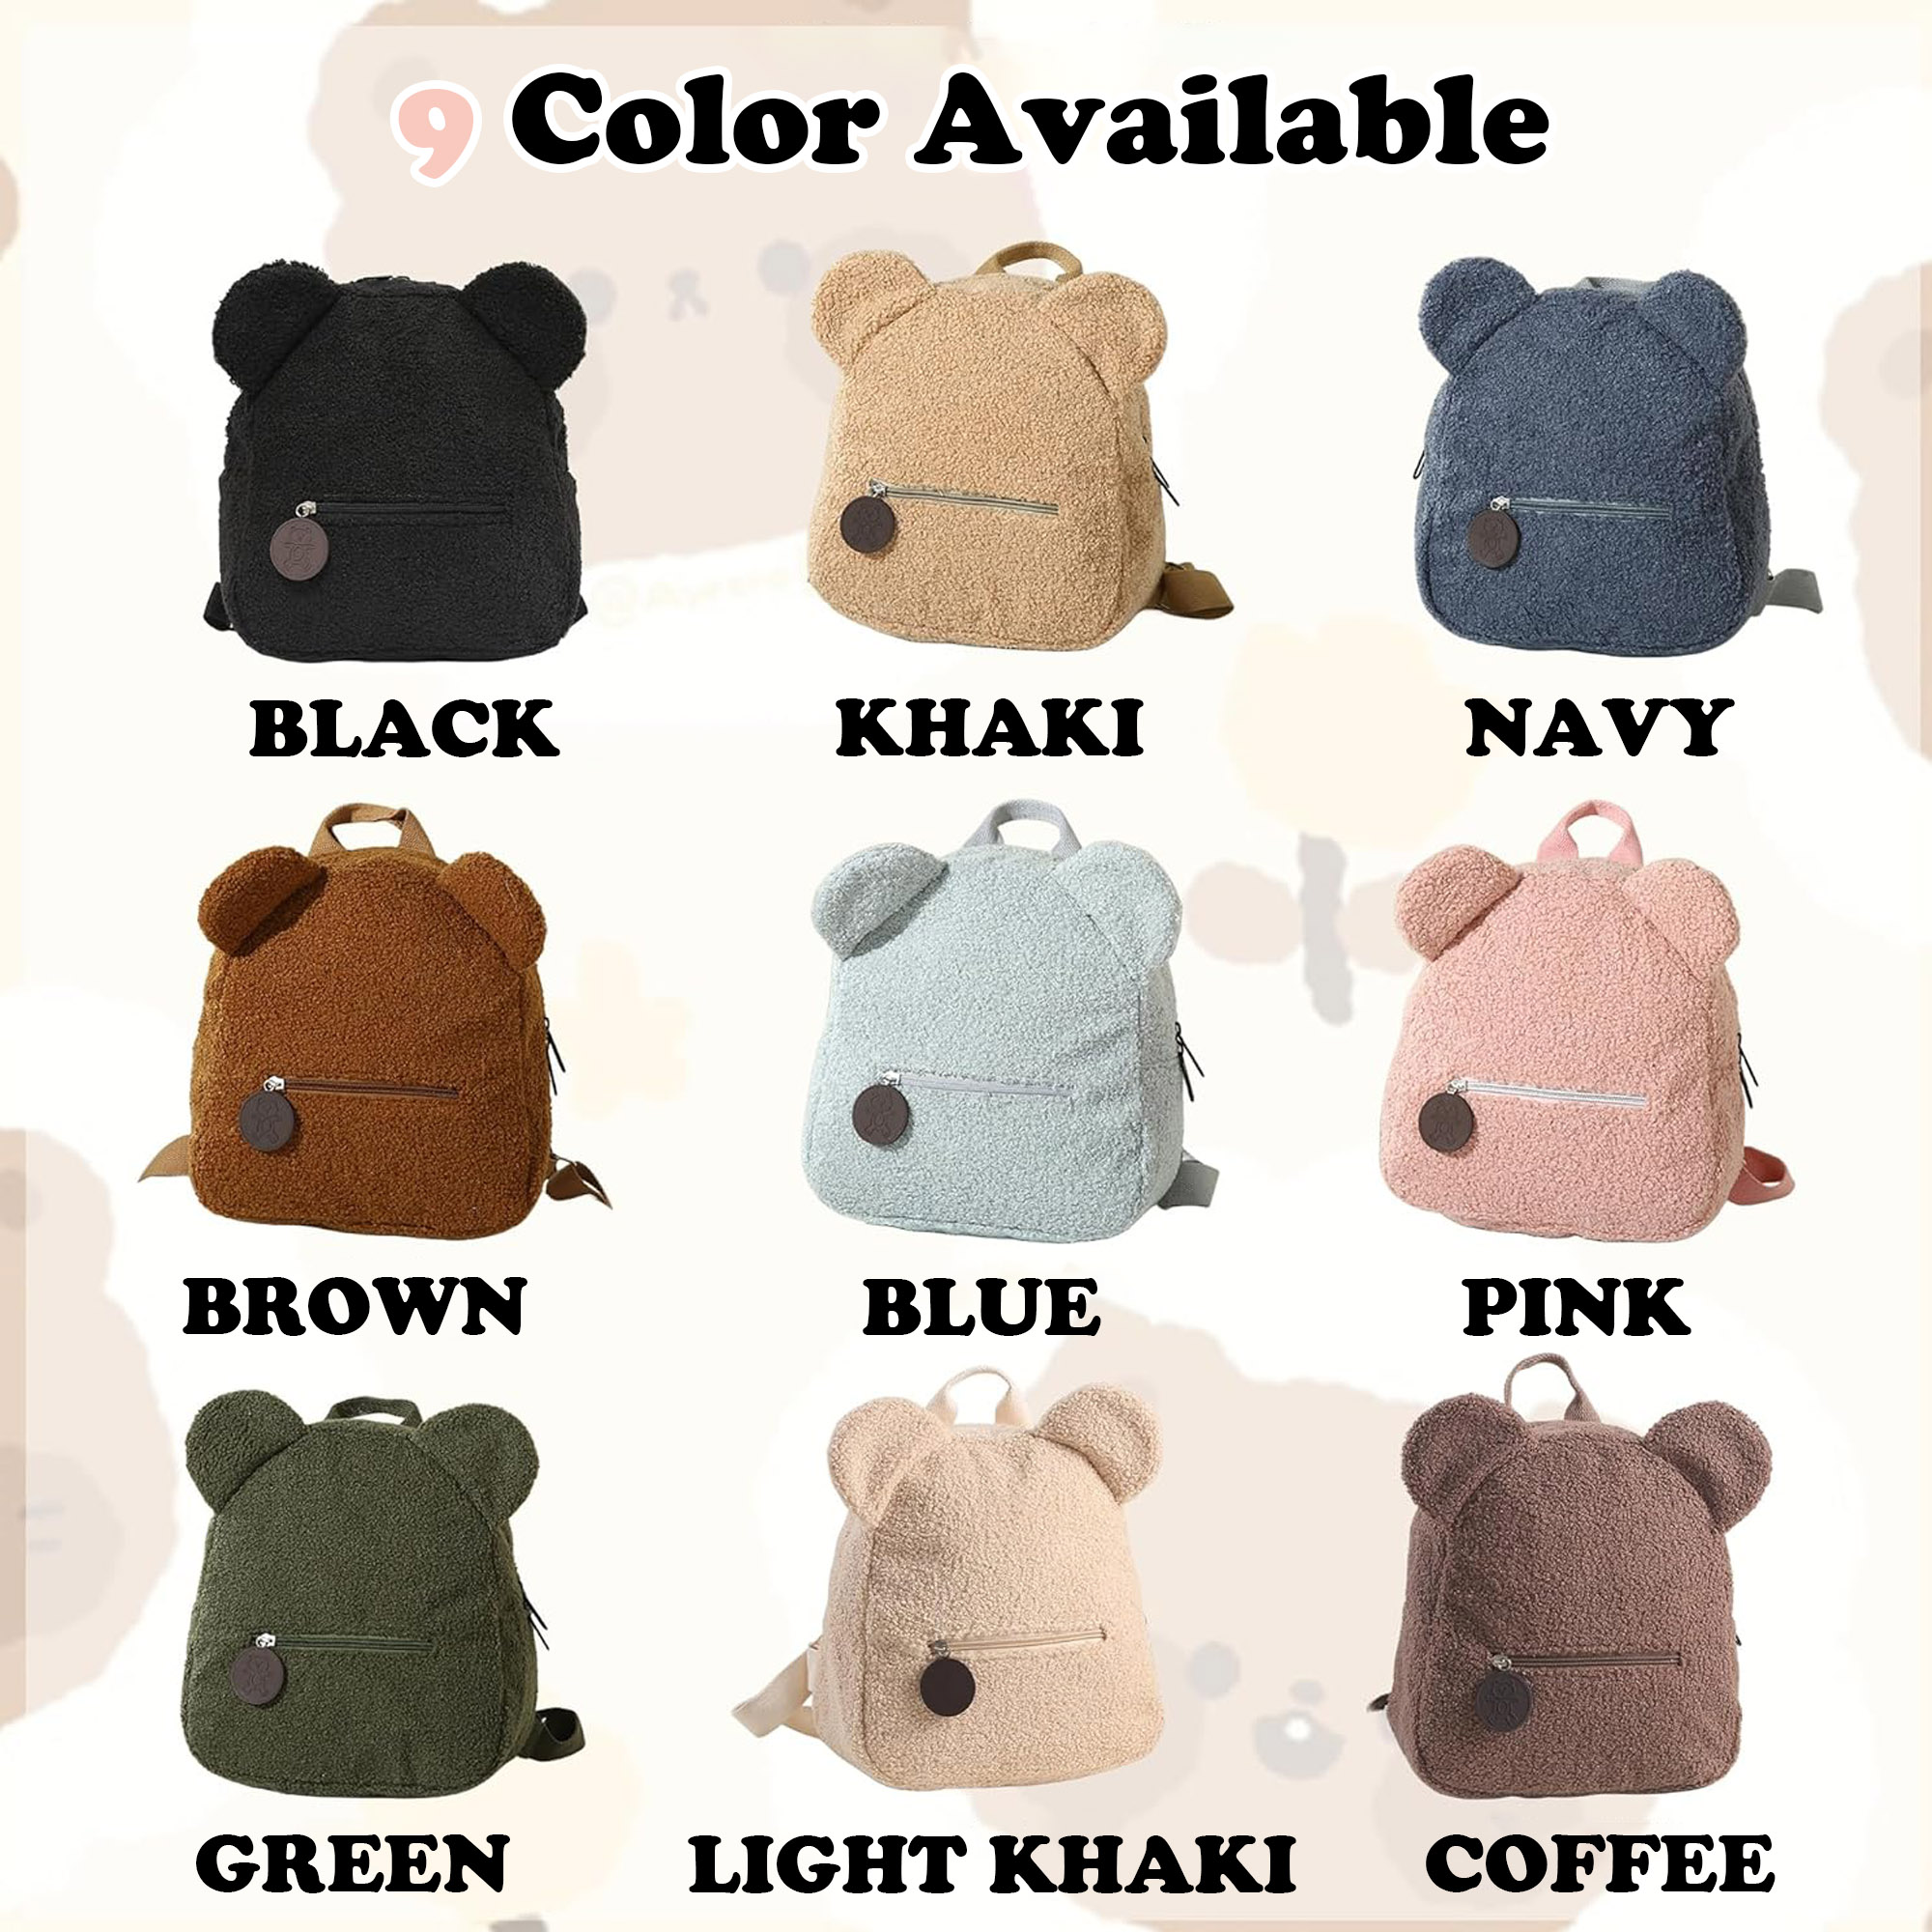 9 Color Available
BLACK
KHAKI
NAVY
BROWN
BLUE
PINK
GREEN
LIGHT KHAKI
COFFEE